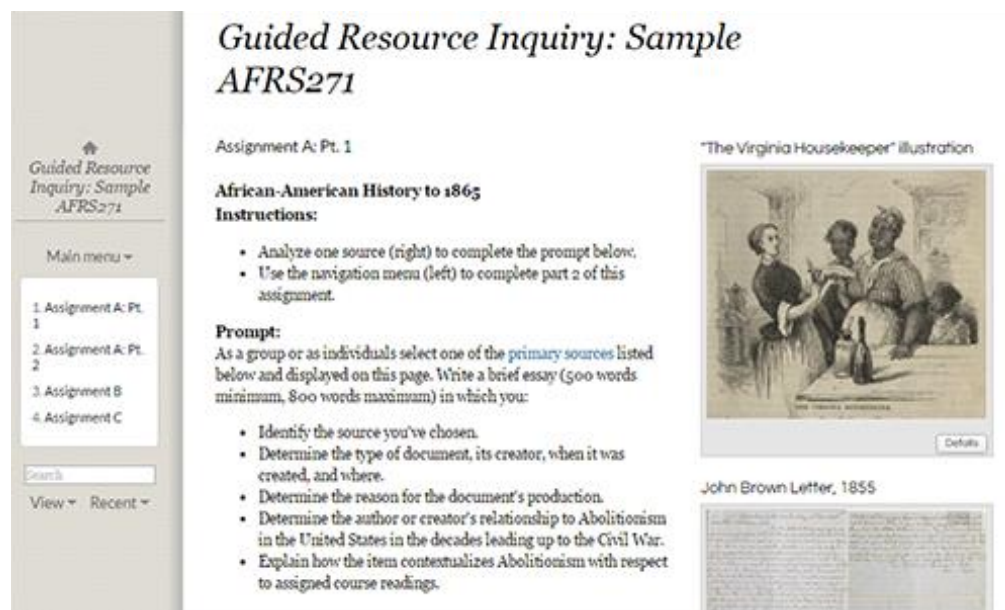 Guided Resource Inquiry: Sample
AFRS271
Guided Resource
Inquiry: Sample
AFRS271
Main menu
1. Assignment A: Pt.
1
2. Assignment A: Pt.
2
3. Assignment B
4. Assignment C
Search
View Recent
Assignment A: Pt. 1
African-American History to 1865
Instructions:
• Analyze one source (right) to complete the prompt below.
• Use the navigation menu (left) to complete part 2 of this
assignment.
Prompt:
As a group or as individuals select one of the primary sources listed
below and displayed on this page. Write a brief essay (500 words
minimum, 800 words maximum) in which you:
• Identify the source you've chosen.
• Determine the type of document, its creator, when it was
created, and where.
• Determine the reason for the document's production.
• Determine the author or creator's relationship to Abolitionism
in the United States in the decades leading up to the Civil War.
• Explain how the item contextualizes Abolitionism with respect
to assigned course readings.
"The Virginia Housekeeper" illustration
THE VIRGINIA HOUSEKEEPER.
Details
John Brown Letter, 1855